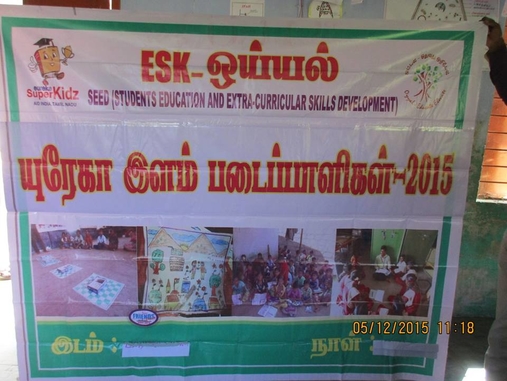 ESK-ஒய்யல்
SuperKidz
SEED (STUDENTS EDUCATION AND EXTRA-CURRICULAR SKILLS DEVELOPMENT)
யுரேகா இளம் படைப்பாளிகள்-2015
FRIENDS
இடம் :
நாள் :
05/12/2015 11:18